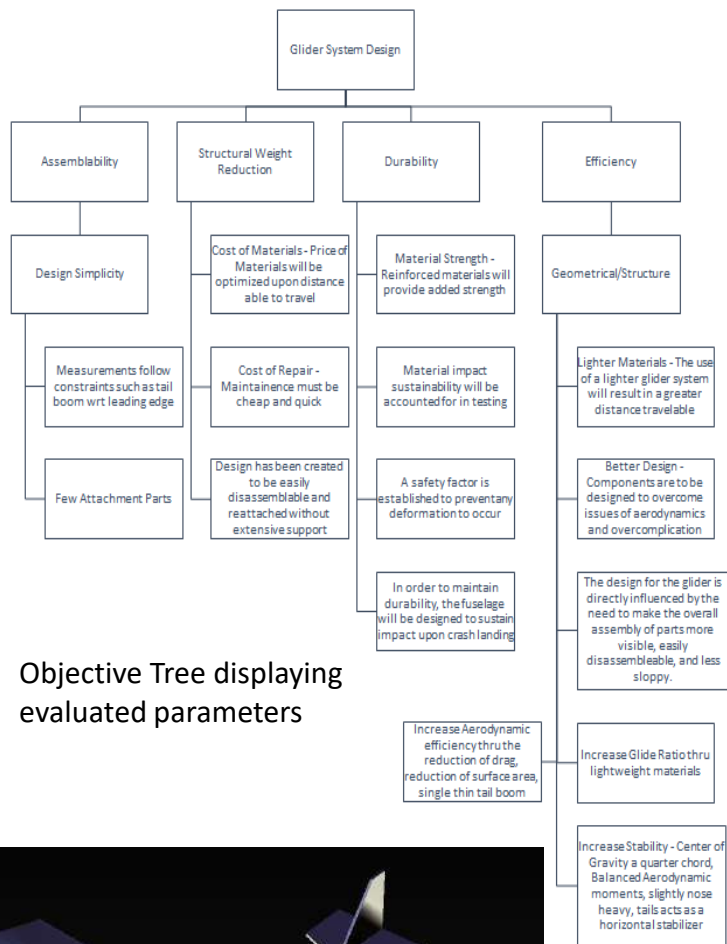 Glider System Design
Assemblability
Structural Weight
Reduction
Durability
Efficiency
Design Simplicity
Cost of Materials - Price of
Materials will be
optimized upon distance
able to travel
Material Strength -
Reinforced materials will
provide added strength
Geometrical/Structure
Measurements follow
constraints such as tail
boom wrt leading edge
Cost of Repair -
Maintainence must be
cheap and quick
Material impact
sustainability will be
accounted for in testing
Lighter Materials - The use
of a lighter glider system
will result in a greater
distance travelable
Few Attachment Parts
Design has been created
to be easily
disassemblable and
reattached without
extensive support
A safety factor is
established to prevent any
deformation to occur
Better Design -
Components are to be
designed to overcome
issues of aerodynamics
and overcomplication
In order to maintain
durability, the fuselage
will be designed to sustain
impact upon crash landing
The design for the glider is
directly influenced by the
need to make the overall
assembly of parts more
visible, easily
disassembleable, and less
sloppy.
Objective Tree displaying
evaluated parameters
Increase Aerodynamic
efficiency thru the
reduction of drag,
reduction of surface area,
single thin tail boom
Increase Glide Ratio thru
lightweight materials
Increase Stability - Center of
Gravity a quarter chord,
Balanced Aerodynamic
moments, slightly nose
heavy, tails acts as a
horizontal stabilizer